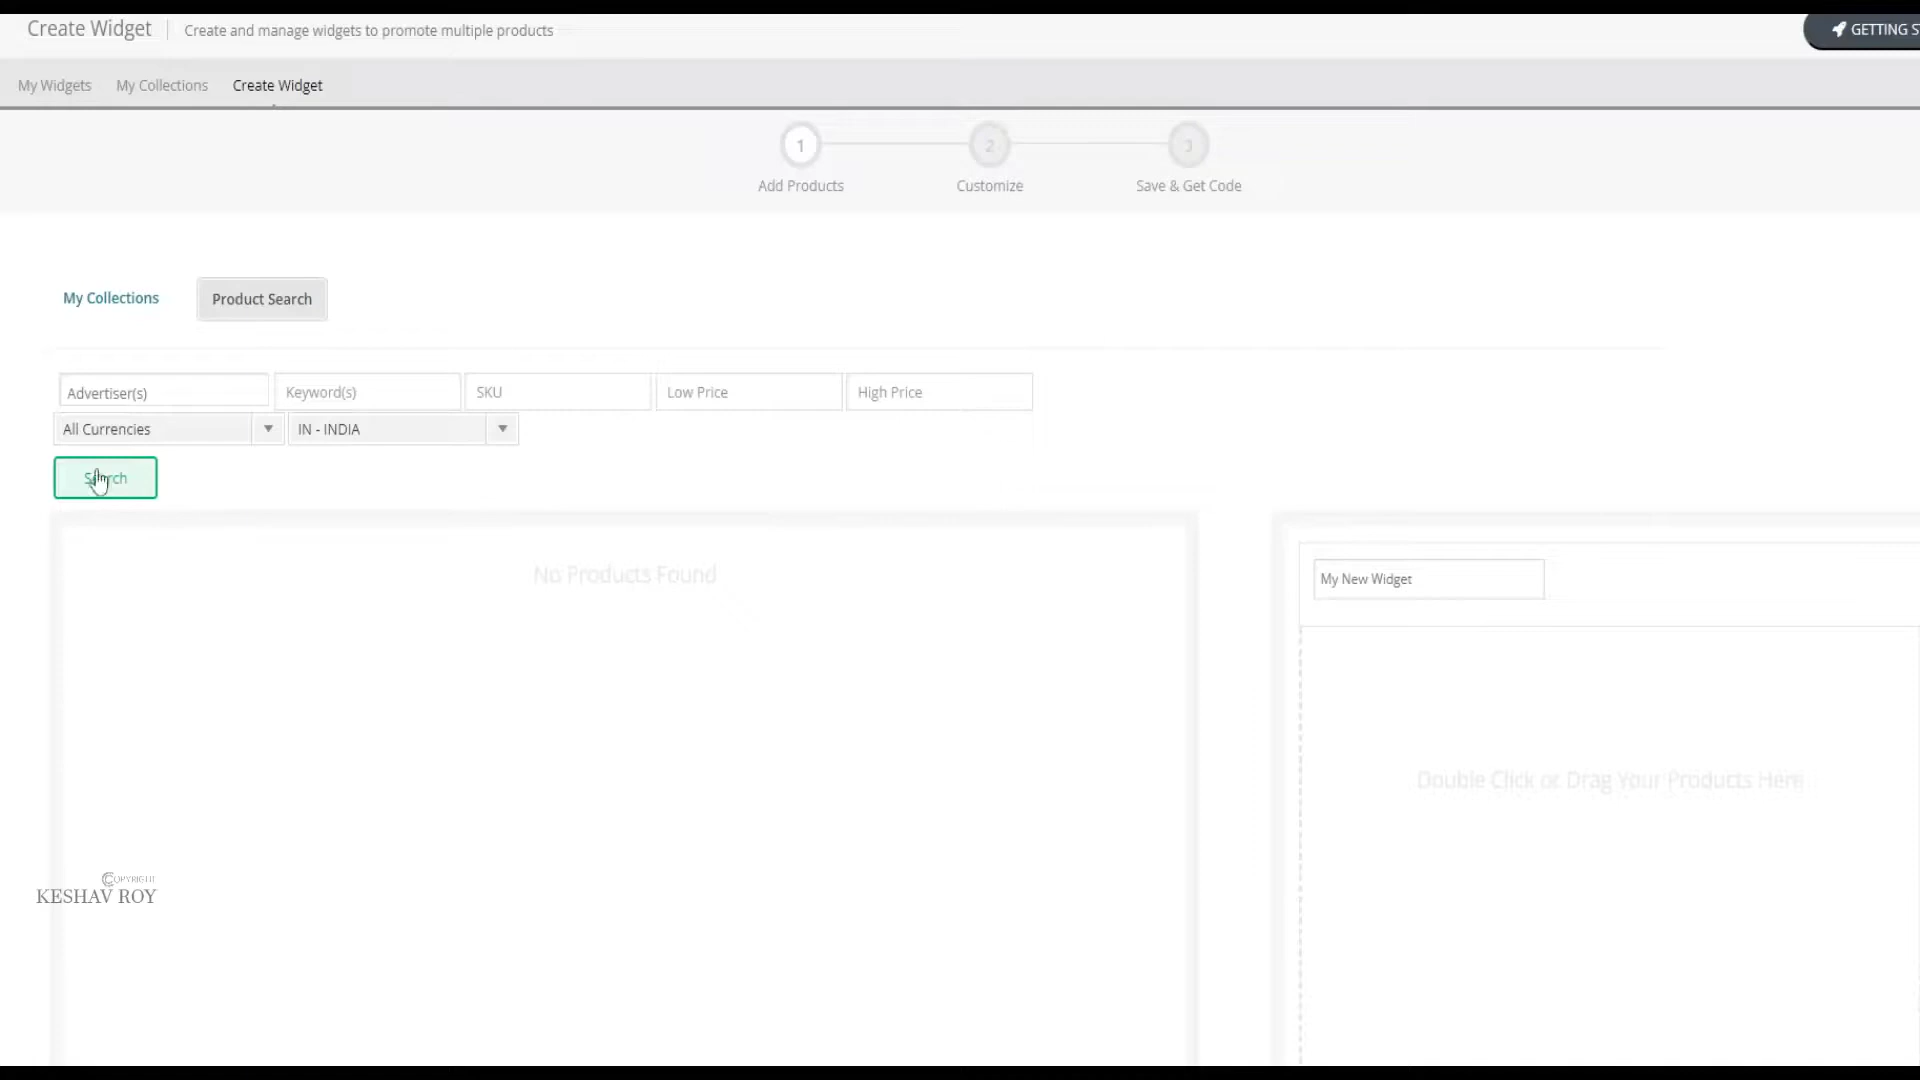 Create Widget Create and manage widgets to promote multiple products
GETTING S
My Widgets My Collections Create Widget
1 2 3
Add Products Customize Save & Get Code
My Collections Product Search
Advertiser(s) Keyword(s) SKU Low Price High Price
All Currencies IN - INDIA
Search
No Products Found
My New Widget
Double Click or Drag Your Products Here
© COPYRIGHT
KESHAV ROY